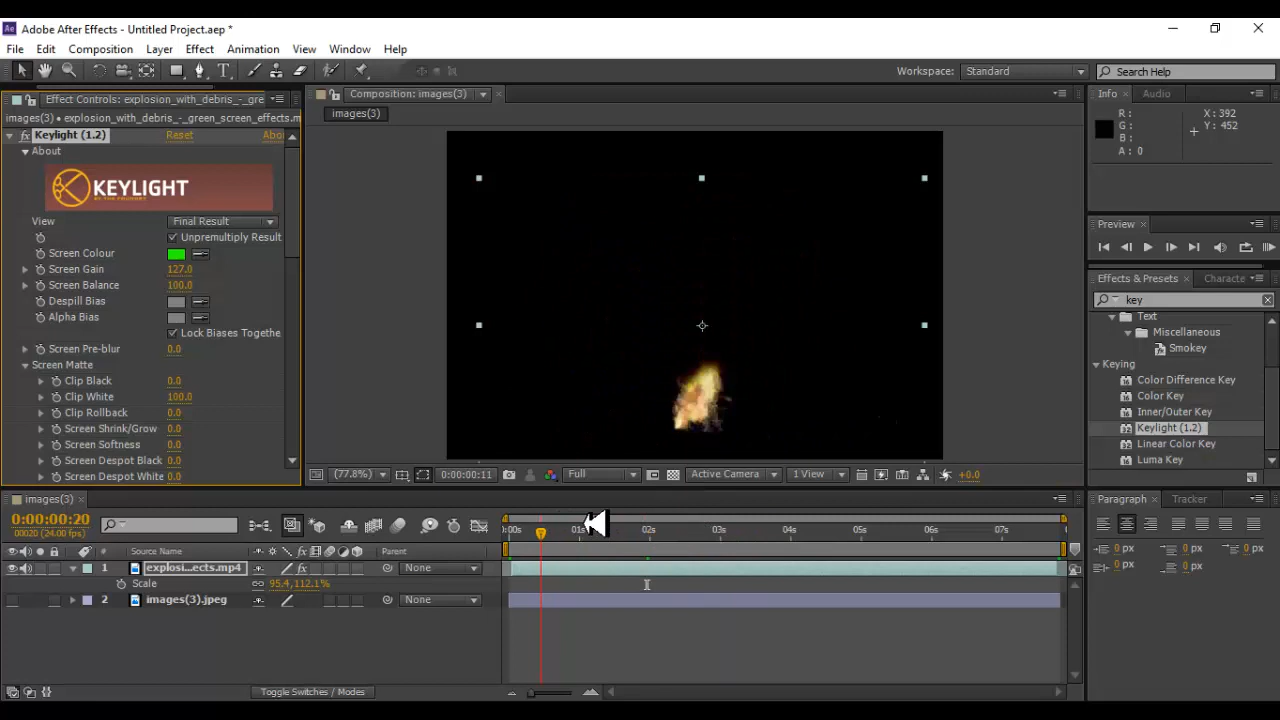 Adobe After Effects - Untitled Project.aep *
File Edit Composition Layer Effect Animation View Window Help
Workspace: Standard Search Help
Effect Controls: explosion_with_debris_-_gre
images(3) • explosion_with_debris_-_green_screen_effects.m
Keylight (1.2) Reset Abou
About
KEYLIGHT
BY THE FOUNDRY
View Final Result
Unpremultiply Result
Screen Colour
Screen Gain 127.0
Screen Balance 100.0
Despill Bias
Alpha Bias
Lock Biases Togethe
Screen Pre-blur 0.0
Screen Matte
Clip Black 0.0
Clip White 100.0
Clip Rollback 0.0
Screen Shrink/Grow 0.0
Screen Softness 0.0
Screen Despot Black 0.0
Screen Despot White 0.0
Composition: images(3)
images(3)
(77.8%) 0:00:00:11 Full Active Camera 1 View +0.0
Info Audio
R: X: 392
G: Y: 452
B:
A: 0
Preview
Effects & Presets Characte
key
Text
Miscellaneous
Smokey
Keying
Color Difference Key
Color Key
Inner/Outer Key
Keylight (1.2)
Linear Color Key
Luma Key
images(3)
0:00:00:20
00020 (24.00 fps)
:00s 01s 02s 03s 04s 05s 06s 07s
# Source Name Parent
1 explosi...ects.mp4 None
Scale 95.4,112.1%
2 images(3).jpeg None
Toggle Switches / Modes
Paragraph Tracker
0 px 0 px 0 px
0 px 0 px